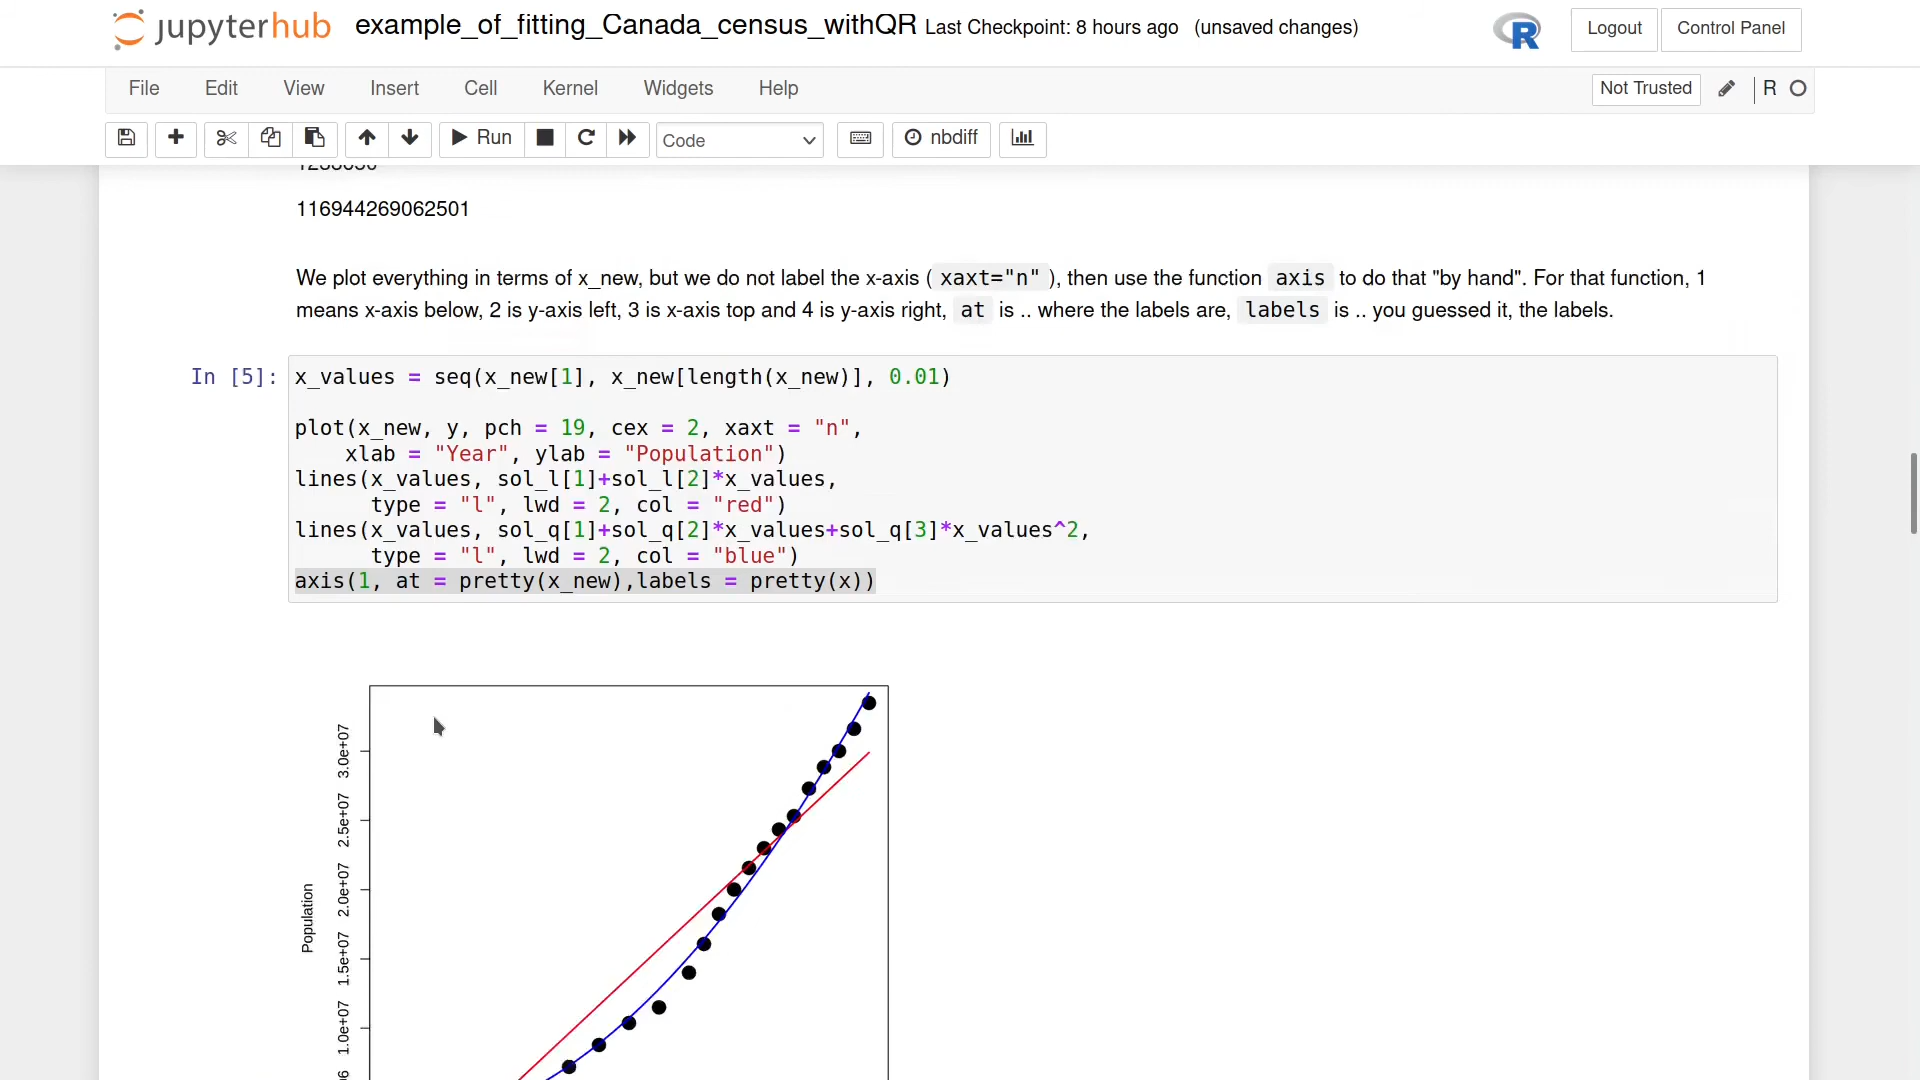 jupyterhub example_of_fitting_Canada_census_withQR Last Checkpoint: 8 hours ago (unsaved changes) R Logout Control Panel
File Edit View Insert Cell Kernel Widgets Help Not Trusted R
Run Code nbdiff
116944269062501
We plot everything in terms of x_new, but we do not label the x-axis ( xaxt="n" ), then use the function axis to do that "by hand". For that function, 1
means x-axis below, 2 is y-axis left, 3 is x-axis top and 4 is y-axis right, at is .. where the labels are, labels is .. you guessed it, the labels.
In [5]: x_values = seq(x_new[1], x_new[length(x_new)], 0.01)
plot(x_new, y, pch = 19, cex = 2, xaxt = "n",
xlab = "Year", ylab = "Population")
lines(x_values, sol_l[1]+sol_l[2]*x_values,
type = "l", lwd = 2, col = "red")
lines(x_values, sol_q[1]+sol_q[2]*x_values+sol_q[3]*x_values^2,
type = "l", lwd = 2, col = "blue")
axis(1, at = pretty(x_new),labels = pretty(x))
3.0e+07
2.5e+07
2.0e+07
Population
1.5e+07
1.0e+07